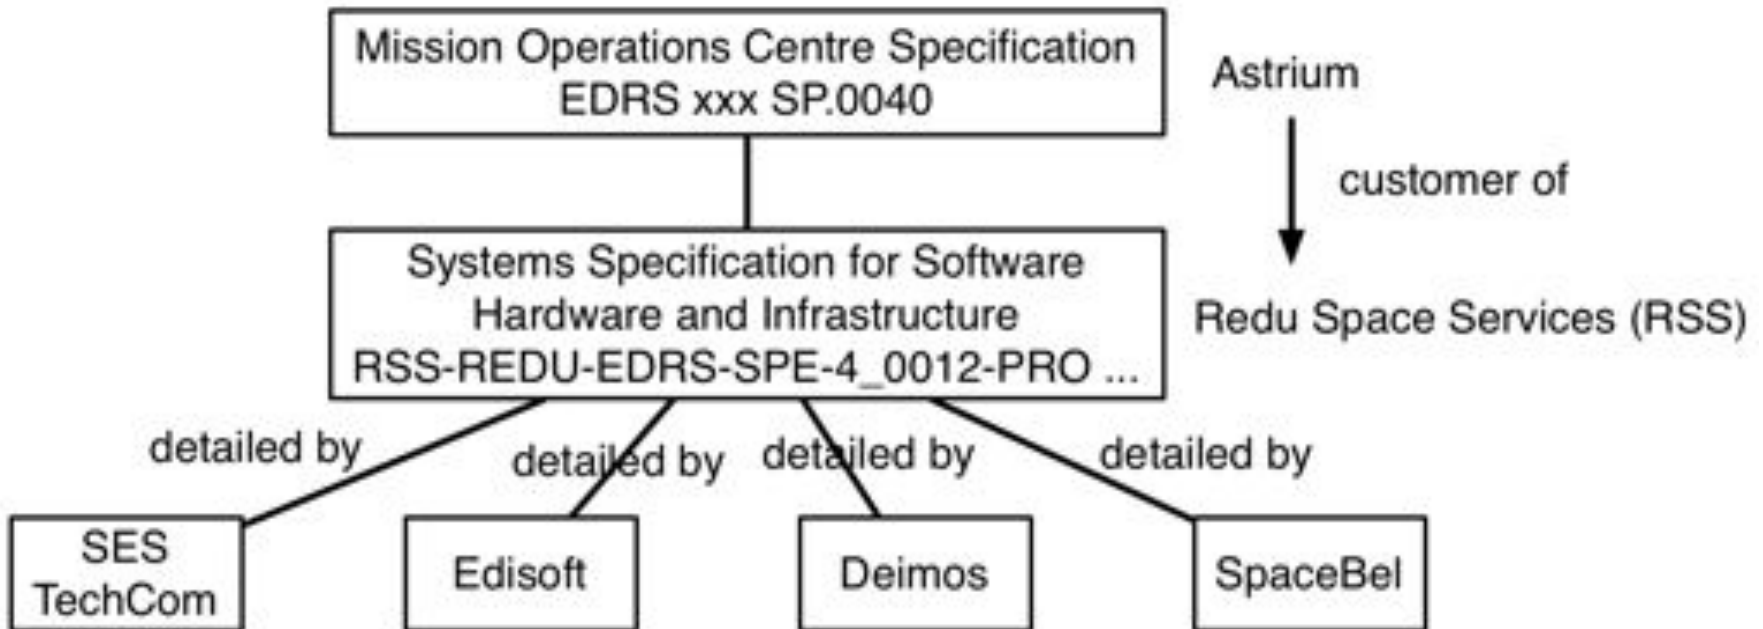 Mission Operations Centre Specification
EDRS xxx SP.0040
Astrium
customer of
Systems Specification for Software
Hardware and Infrastructure
RSS-REDU-EDRS-SPE-4_0012-PRO ...
Redu Space Services (RSS)
detailed by
detailed by
detailed by
detailed by
SES
TechCom
Edisoft
Deimos
SpaceBel